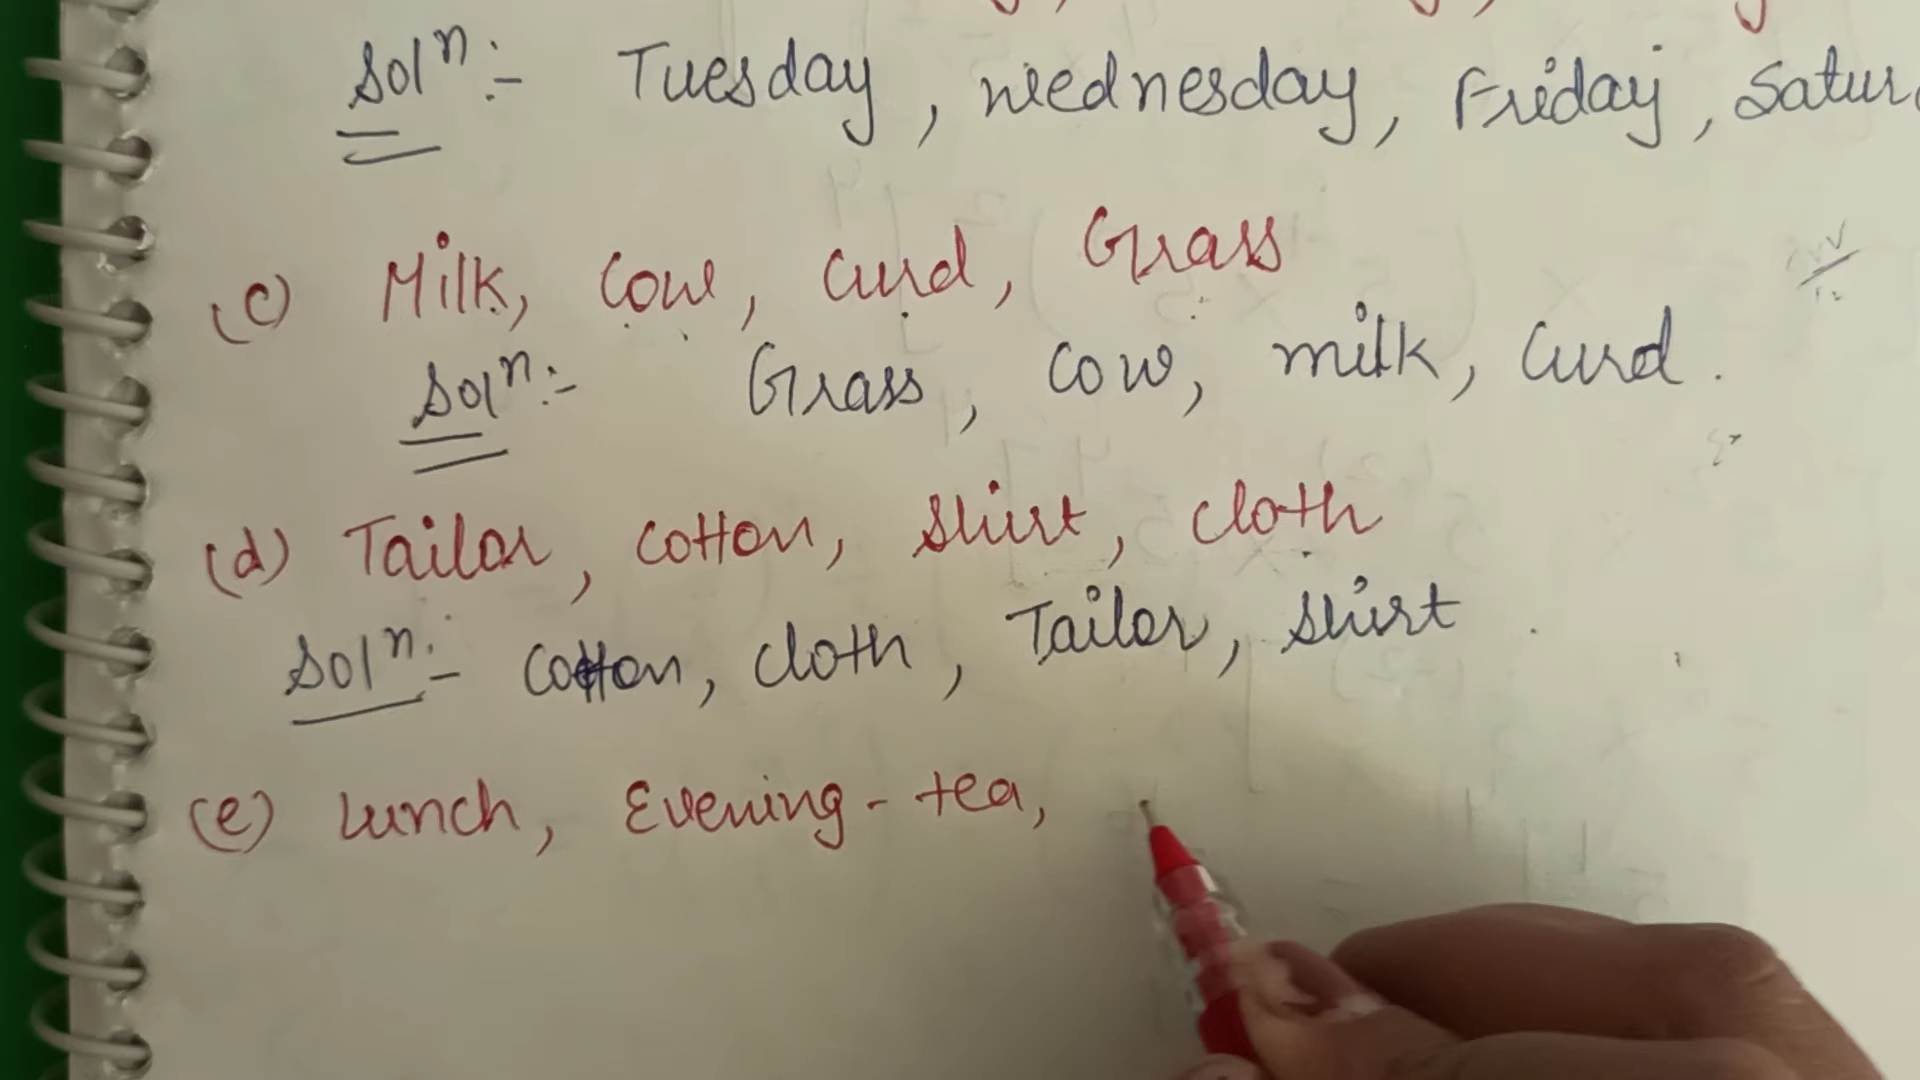 Solⁿ:- Tuesday, Wednesday, Friday, Satur
(c) Milk, Cow, Curd, Grass
Solⁿ:- Grass, Cow, milk, Curd.
(d) Tailor, cotton, Shirt, cloth
Solⁿ:- Cotton, cloth, Tailor, Shirt
(e) Lunch, Evening-tea,